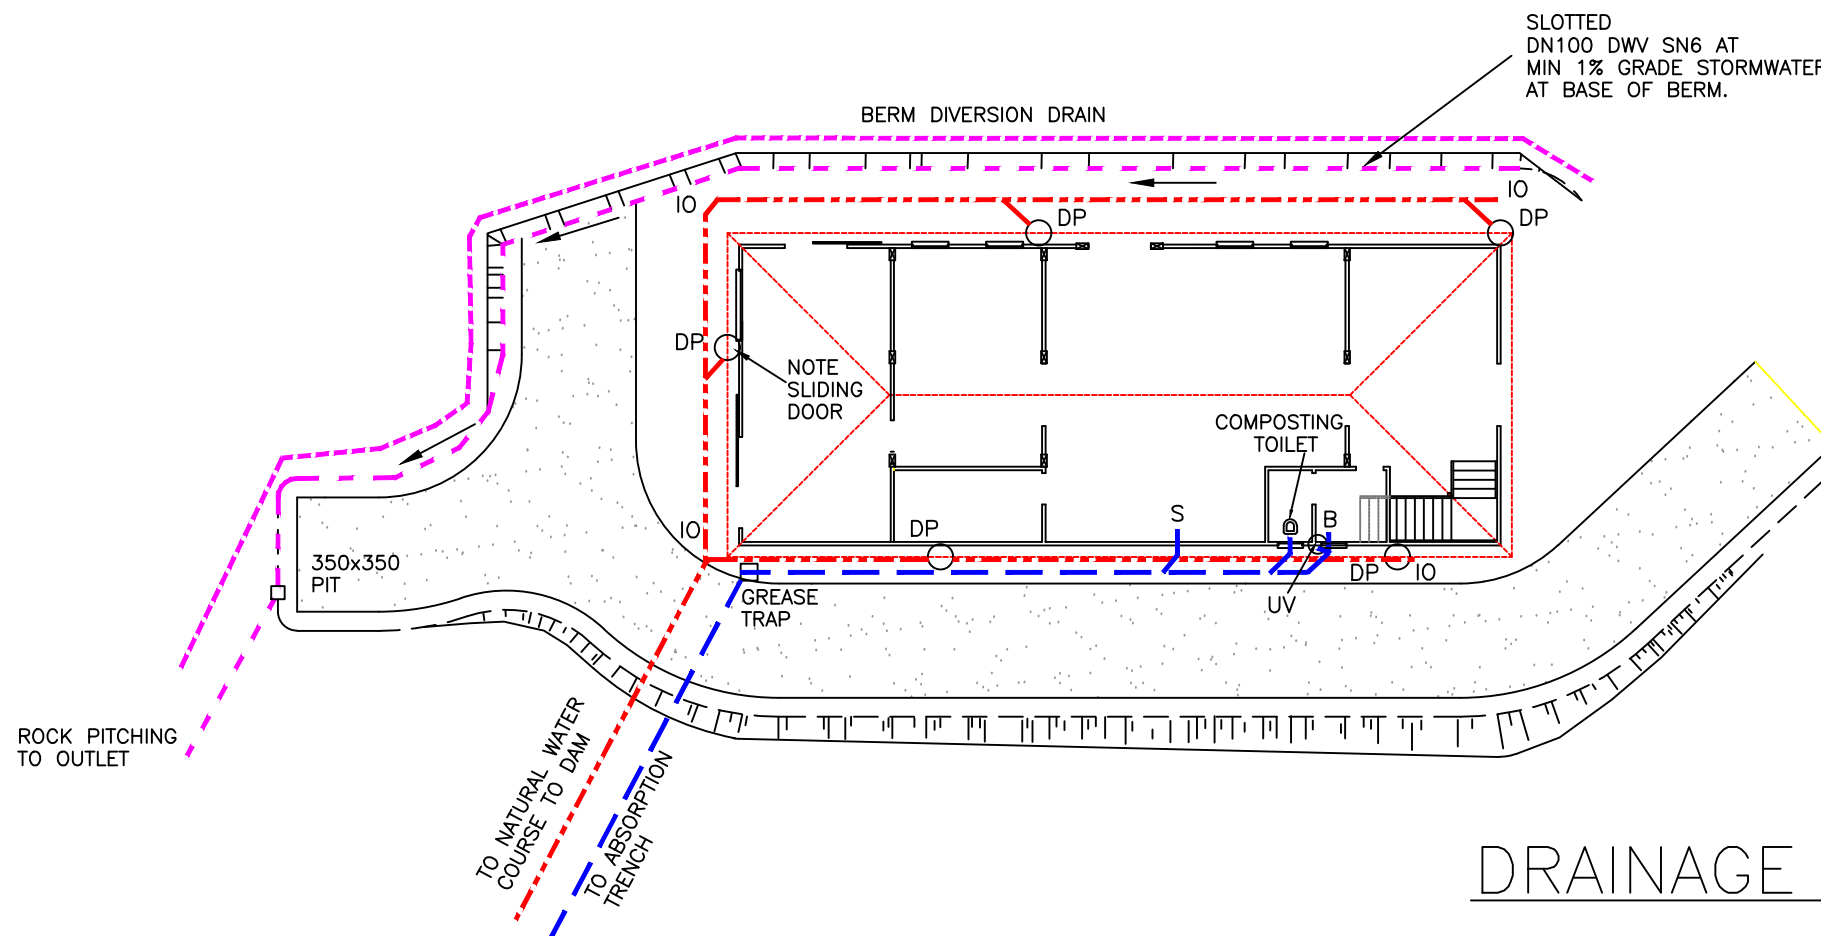 SLOTTED
DN100 DWV SN6 AT
MIN 1% GRADE STORMWATER
AT BASE OF BERM.
BERM DIVERSION DRAIN
IO
IO
DP
DP
DP
NOTE
SLIDING
DOOR
COMPOSTING
TOILET
S
B
IO
DP
350x350
PIT
DP
IO
GREASE
TRAP
UV
ROCK PITCHING
TO OUTLET
TO NATURAL WATER
COURSE TO DAM
TO ABSORPTION
TRENCH
DRAINAGE